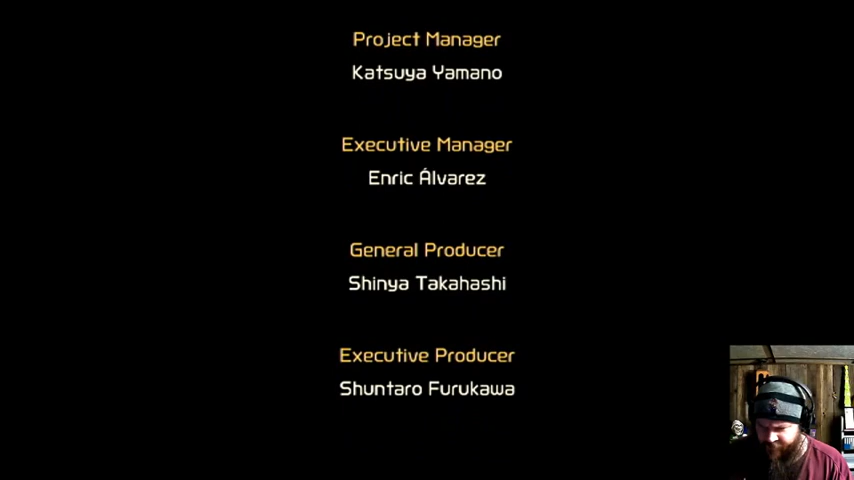 Project Manager
Katsuya Yamano
Executive Manager
Enric Álvarez
General Producer
Shinya Takahashi
Executive Producer
Shuntaro Furukawa